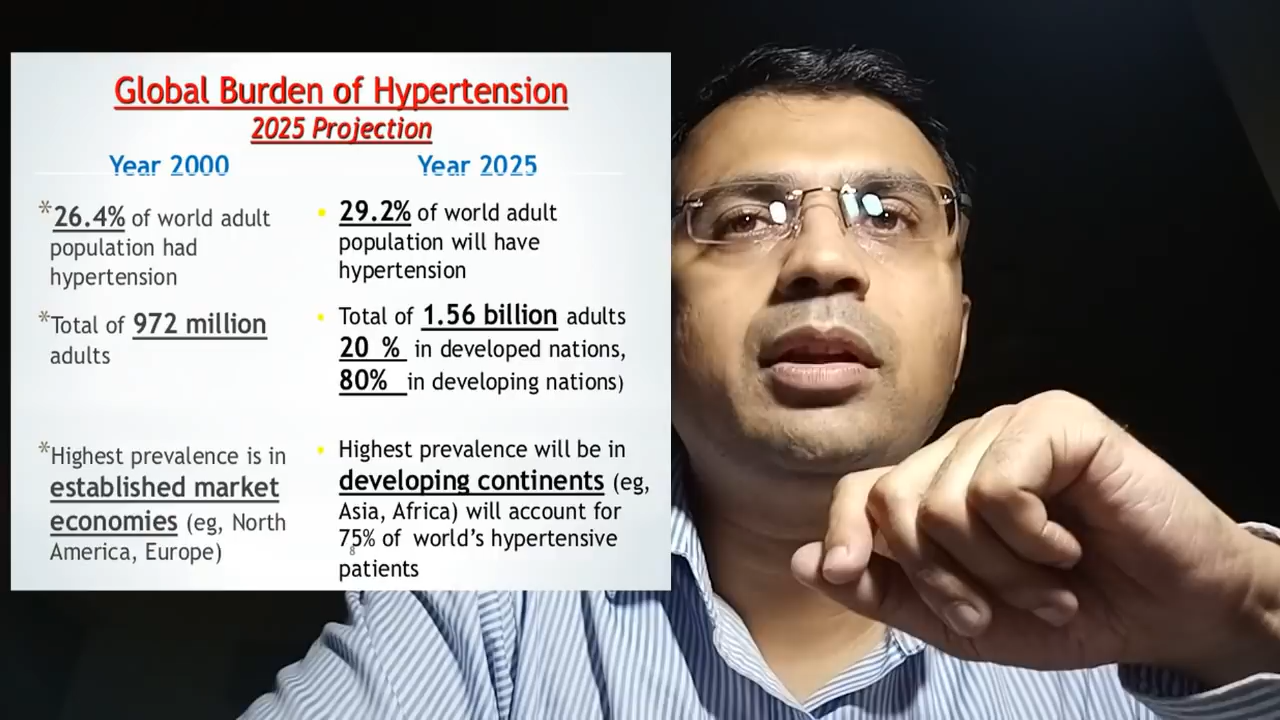 Global Burden of Hypertension
2025 Projection
Year 2000
*26.4% of world adult
population had
hypertension
*Total of 972 million
adults
*Highest prevalence is in
established market
economies (eg, North
America, Europe)
Year 2025
• 29.2% of world adult
population will have
hypertension
• Total of 1.56 billion adults
20 % in developed nations,
80% in developing nations)
• Highest prevalence will be in
developing continents (eg,
Asia, Africa) will account for
75% of world's hypertensive
8
patients